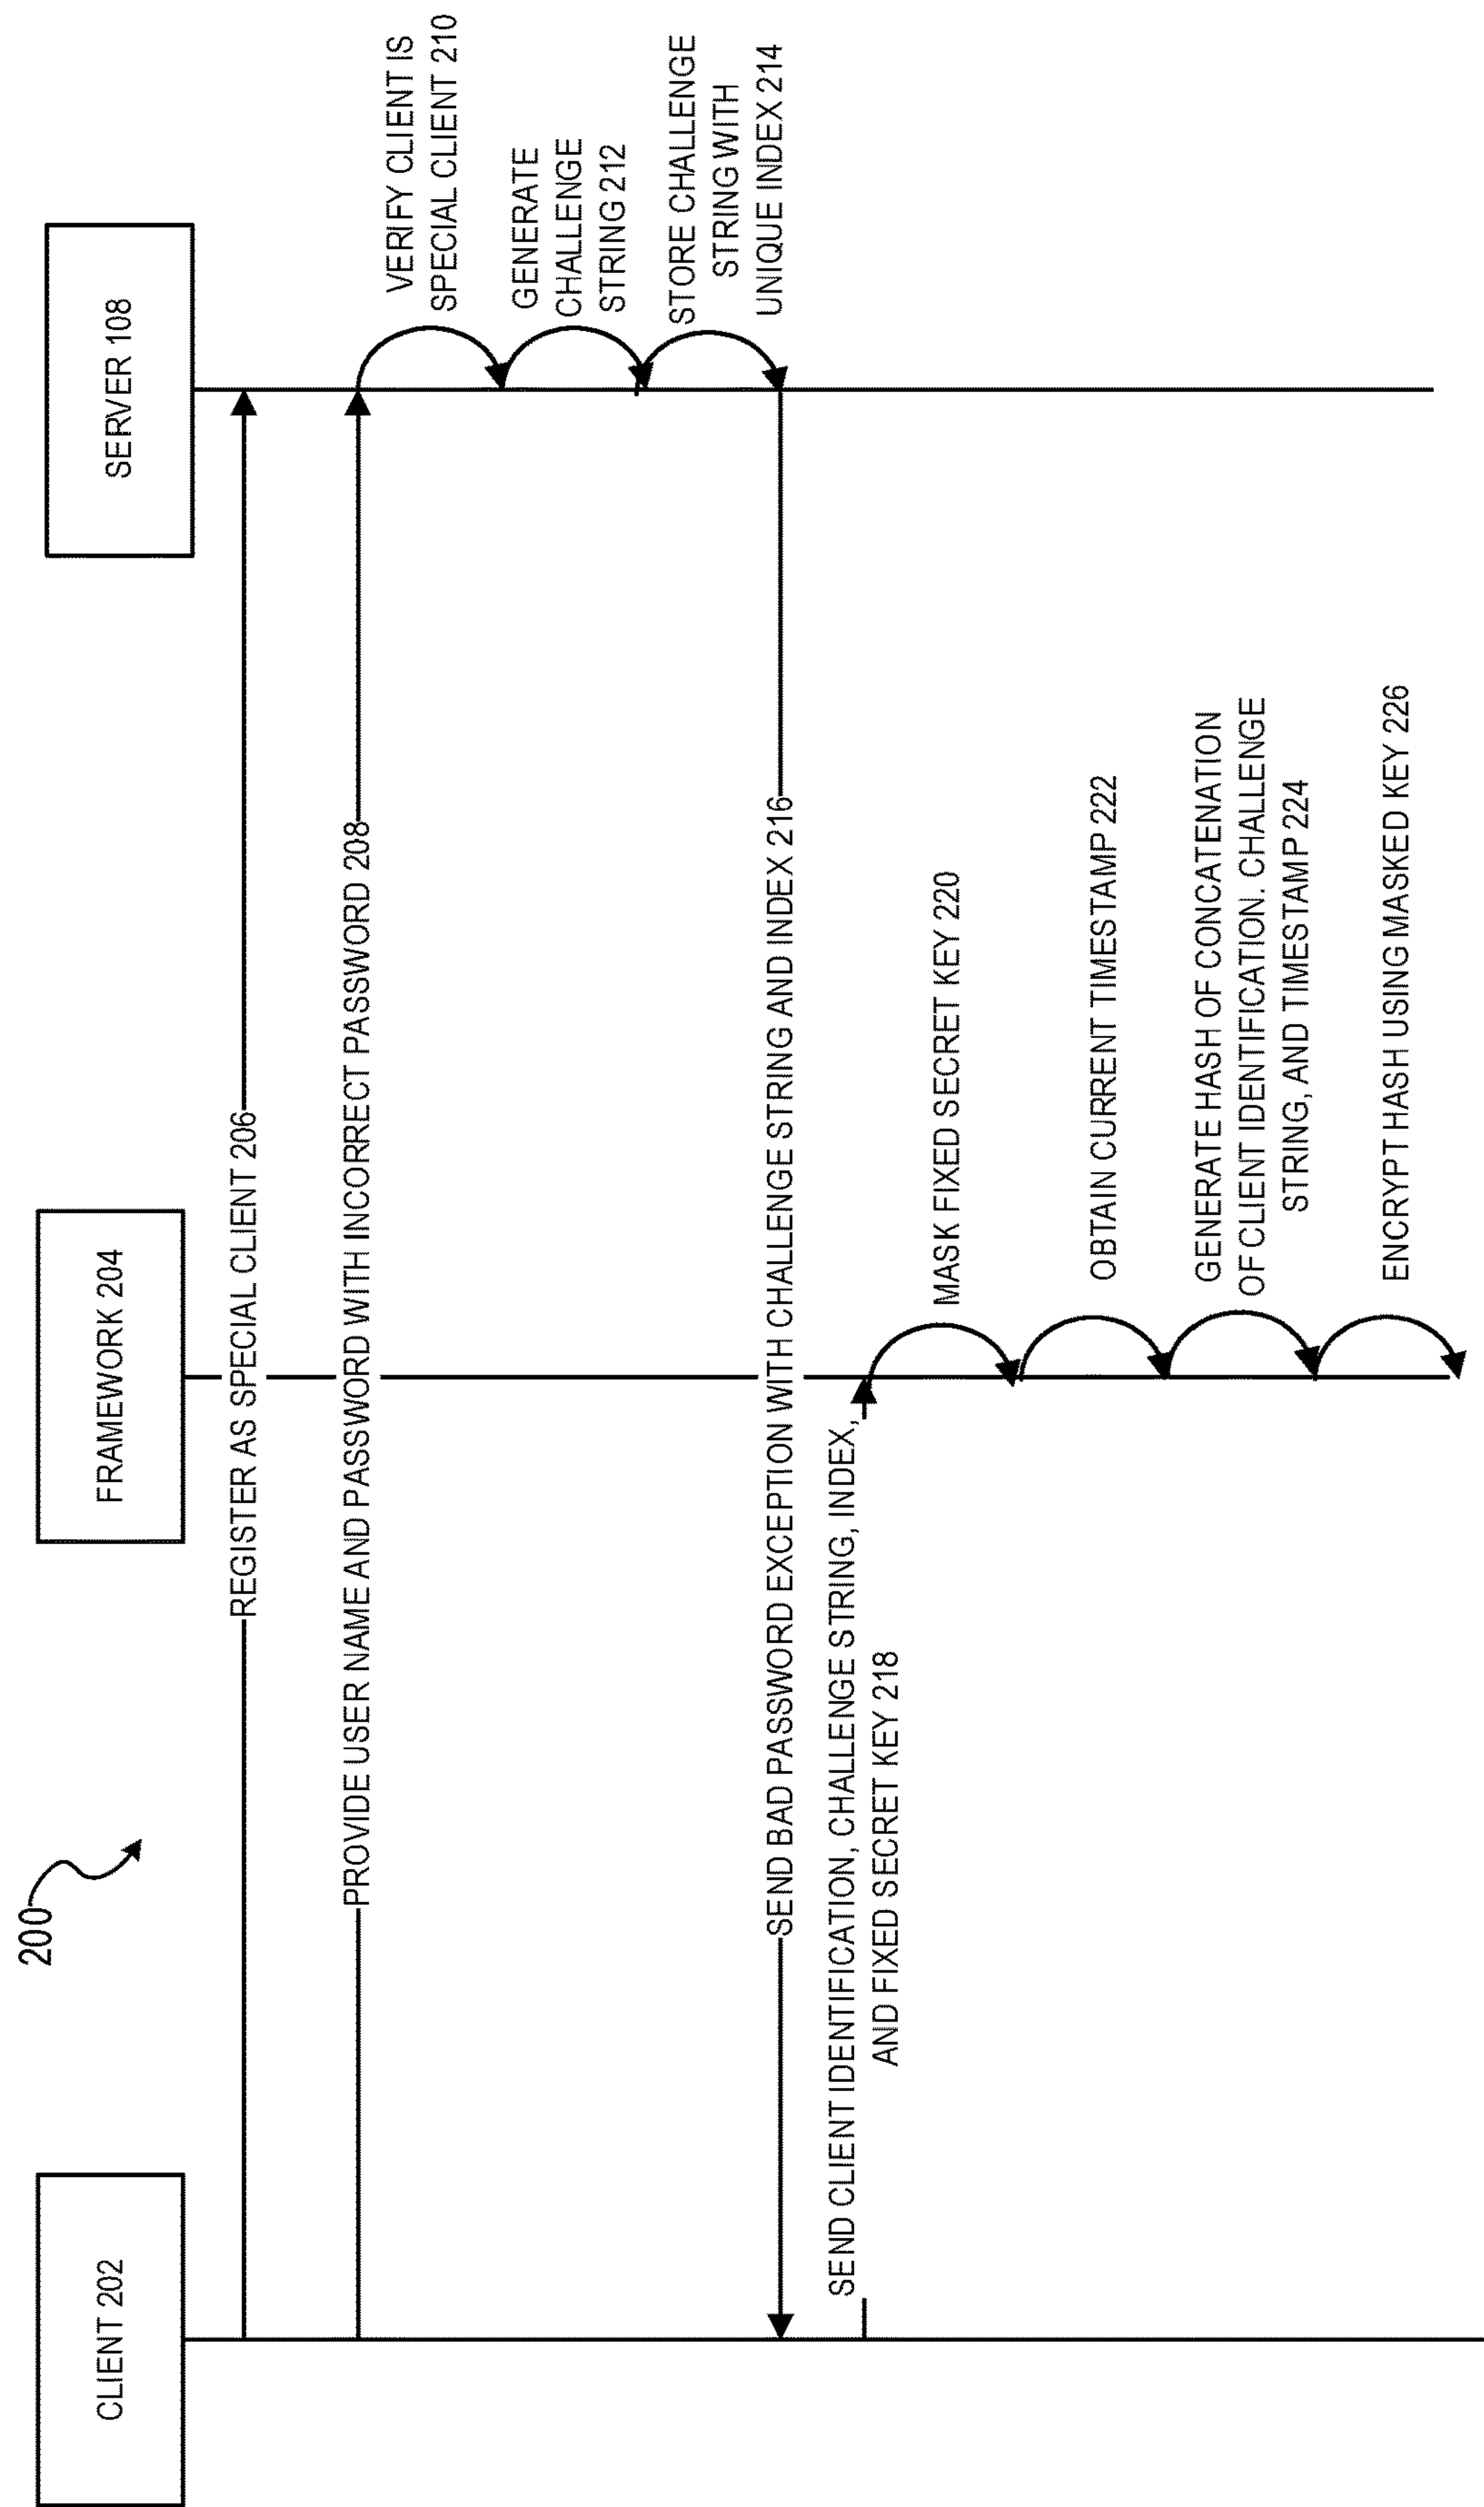 200
CLIENT 202
FRAMEWORK 204
SERVER 108
REGISTER AS SPECIAL CLIENT 206
PROVIDE USER NAME AND PASSWORD WITH INCORRECT PASSWORD 208
VERIFY CLIENT IS
SPECIAL CLIENT 210
GENERATE
CHALLENGE
STRING 212
STORE CHALLENGE
STRING WITH
UNIQUE INDEX 214
SEND BAD PASSWORD EXCEPTION WITH CHALLENGE STRING AND INDEX 216
SEND CLIENT IDENTIFICATION, CHALLENGE STRING, INDEX,
AND FIXED SECRET KEY 218
MASK FIXED SECRET KEY 220
OBTAIN CURRENT TIMESTAMP 222
GENERATE HASH OF CONCATENATION
OF CLIENT IDENTIFICATION. CHALLENGE
STRING, AND TIMESTAMP 224
ENCRYPT HASH USING MASKED KEY 226